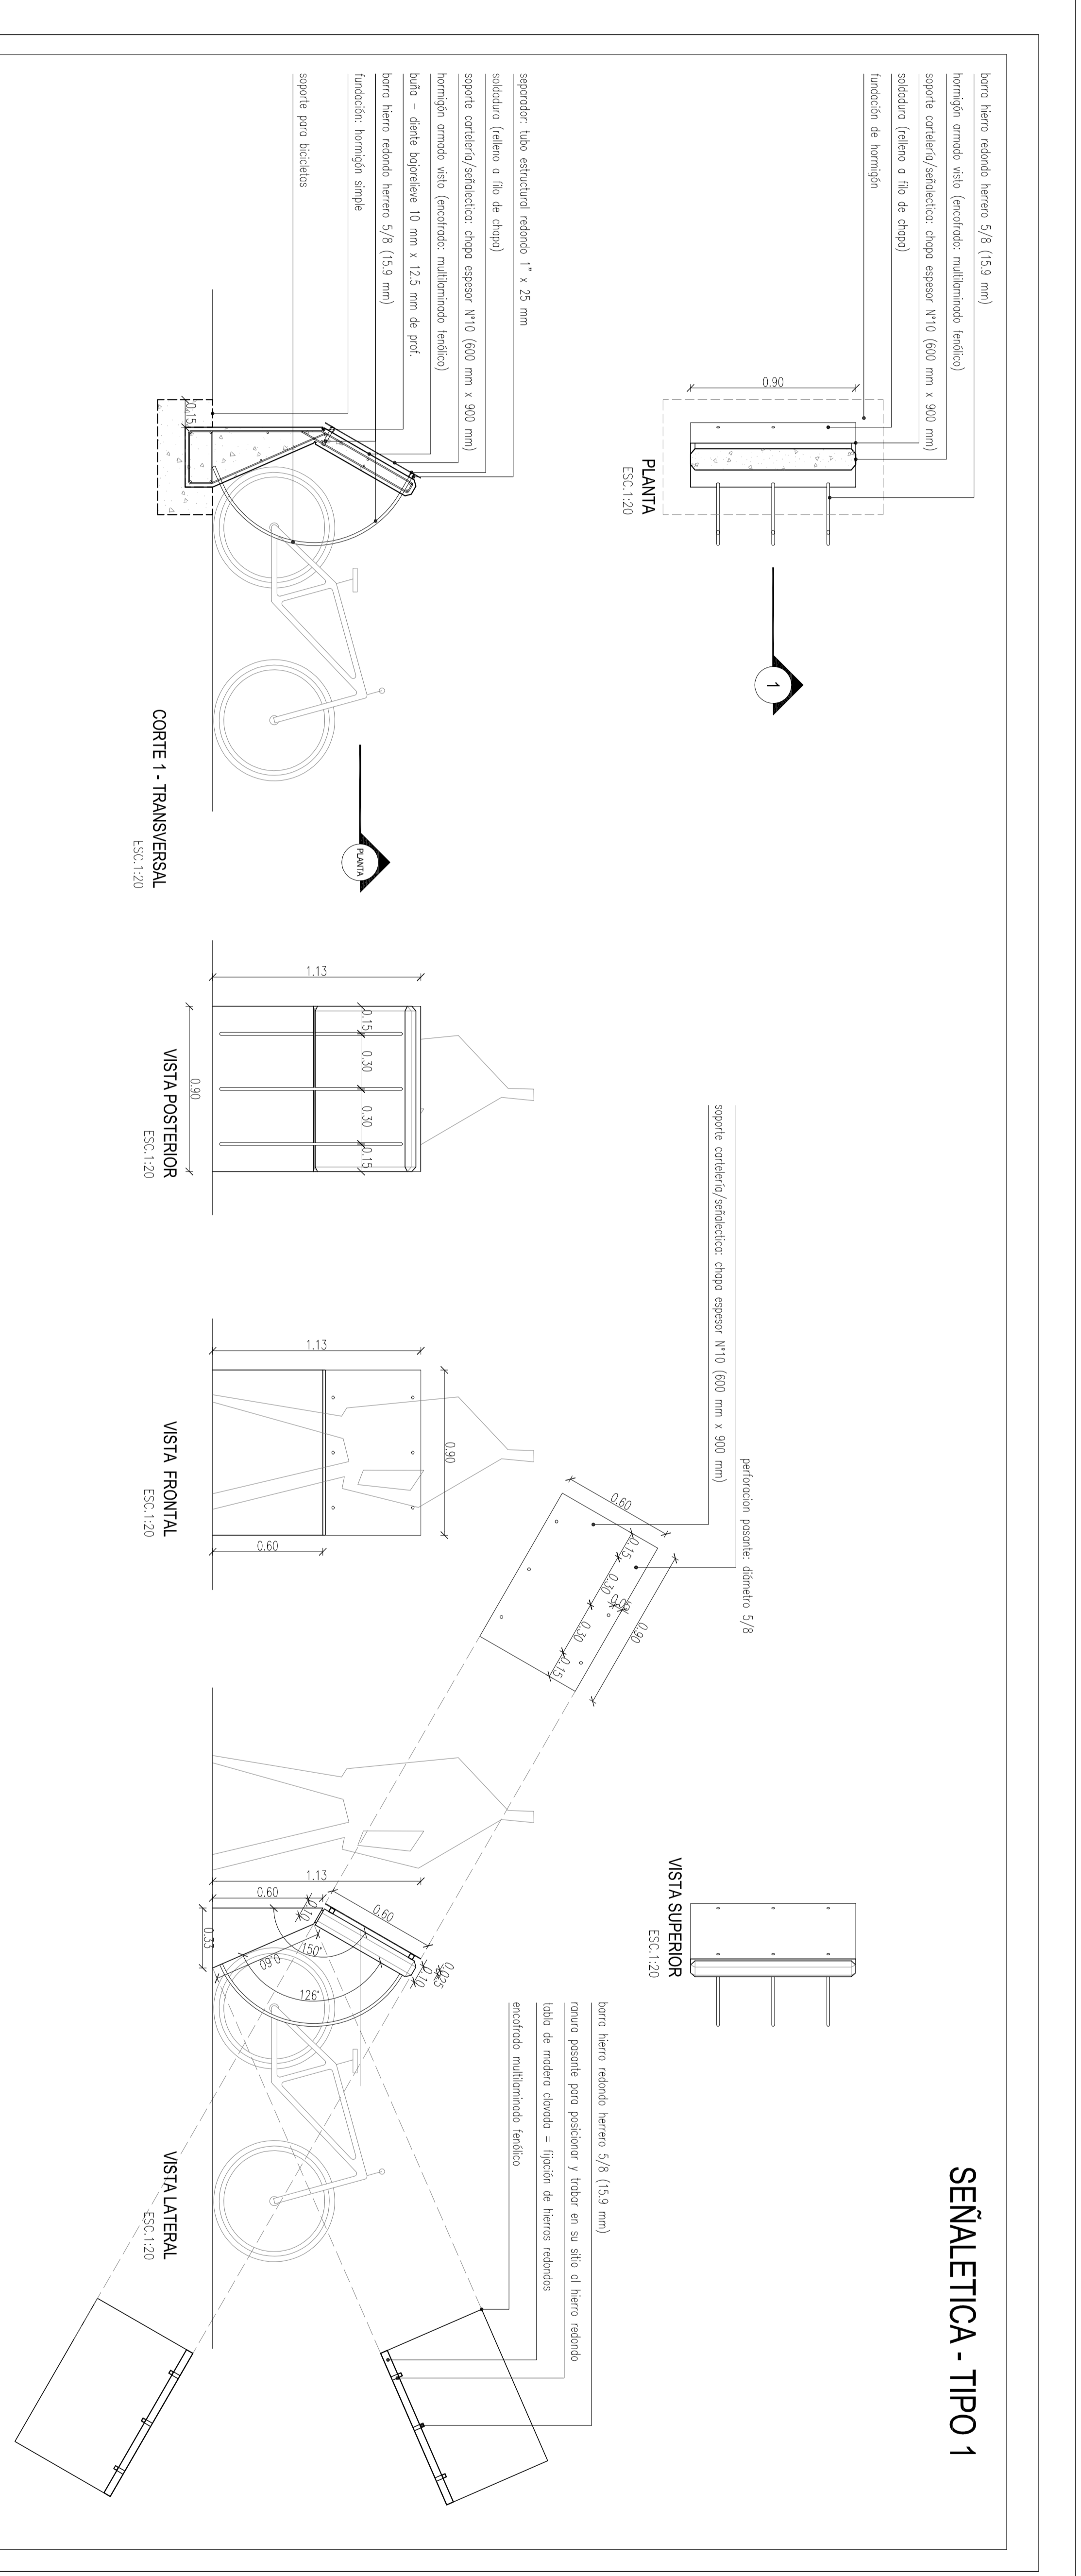 SEÑALETICA - TIPO 1
barra hierro redondo herrero 5/8 (15.9 mm)
hormigón armado visto (encofrado: multilaminado fenólico)
soporte cartelería/señalectica: chapa espesor N°10 (600 mm x 900 mm)
soldadura (relleno a filo de chapa)
fundación de hormigón
0.90
PLANTA
ESC.1:20
1
VISTA SUPERIOR
ESC.1:20
perforacion pasante: diámetro 5/8
soporte cartelería/señalectica: chapa espesor N°10 (600 mm x 900 mm)
0.60
0.15
0.30
0.30
0.15
0.90
separador: tubo estructural redondo 1" x 25 mm
soldadura (relleno a filo de chapa)
soporte cartelería/señalectica: chapa espesor N°10 (600 mm x 900 mm)
hormigón armado visto (encofrado: multilaminado fenólico)
buña – diente bajorelieve 10 mm x 12.5 mm de prof.
barra hierro redondo herrero 5/8 (15.9 mm)
fundación: hormigón simple
soporte para bicicletas
0.15
PLANTA
CORTE 1 - TRANSVERSAL
ESC.1:20
1.13
0.15
0.30
0.30
0.15
0.90
VISTA POSTERIOR
ESC.1:20
1.13
0.90
0.60
VISTA FRONTAL
ESC.1:20
barra hierro redondo herrero 5/8 (15.9 mm)
ranura pasante para posicionar y trabar en su sitio al hierro redondo
tabla de madera clavada = fijación de hierros redondos
encofrado multilaminado fenólico
1.13
0.60
0.10
0.60
0.025
0.10
150°
0.60
126°
0.33
VISTA LATERAL
ESC.1:20